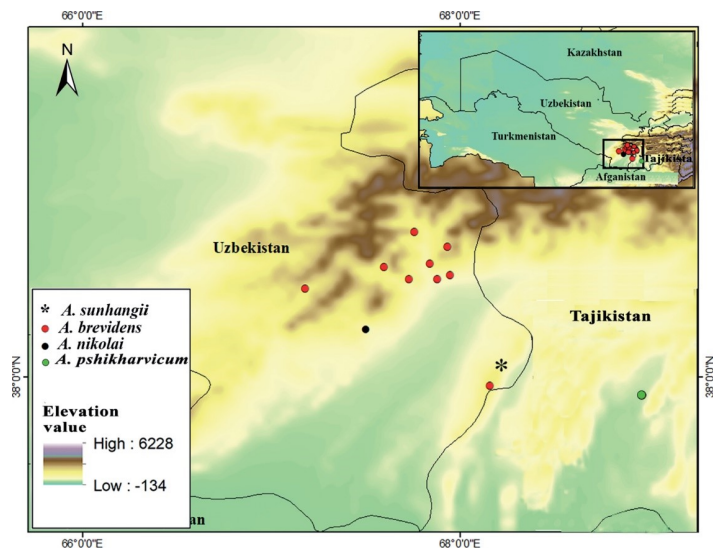 66°0'0"E
68°0'0"E
N
Kazakhstan
Uzbekistan
Turkmenistan
Tajikista
Afganistan
Uzbekistan
Tajikistan
* A. sunhangii
A. brevidens
A. nikolai
A. pshikharvicum
Elevation
value
High : 6228
Low : -134
38°0'0"N
38°0'0"N
an
66°0'0"E
68°0'0"E